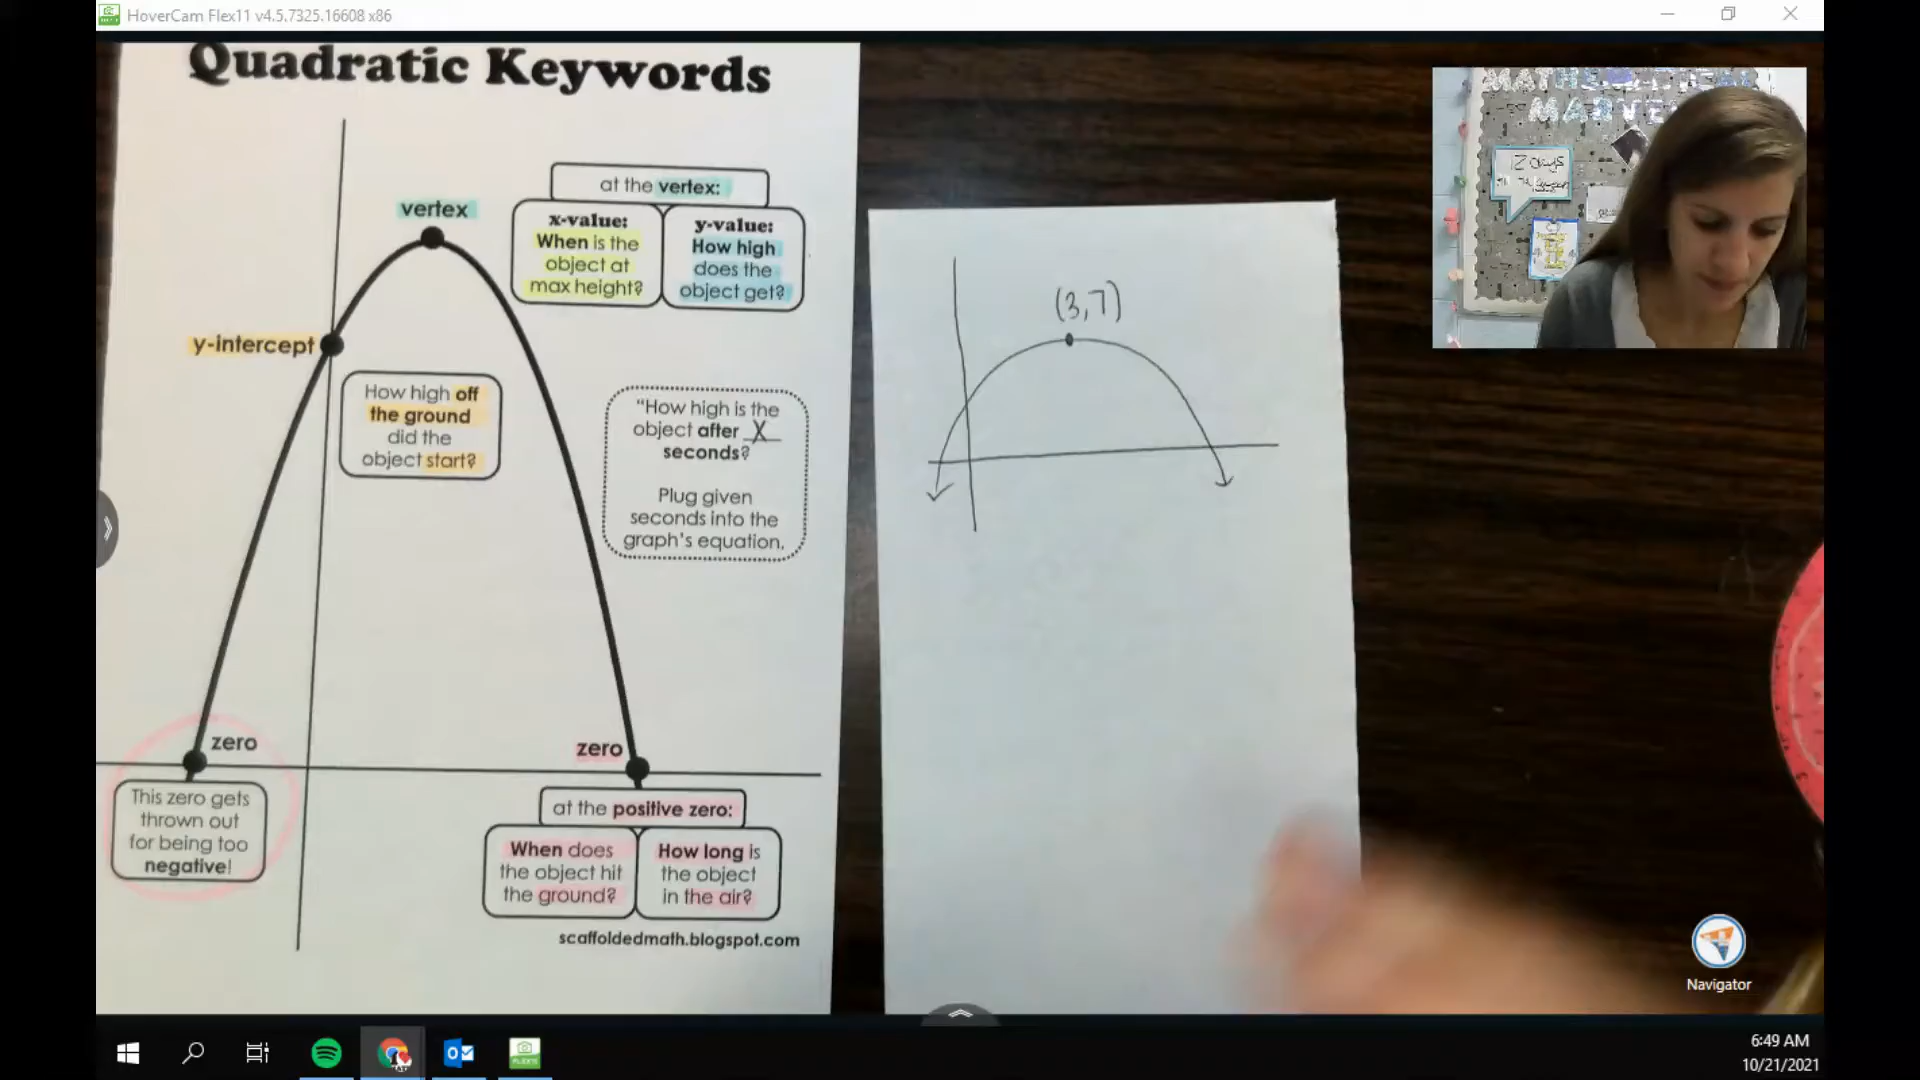 HoverCam Flex11 v4.5.7325.16608 x86
Quadratic Keywords
at the vertex:
vertex
x-value:
When is the
object at
max height?
y-value:
How high
does the
object get?
y-intercept
How high off
the ground
did the
object start?
"How high is the
object after X
seconds?
Plug given
seconds into the
graph's equation.
zero
This zero gets
thrown out
for being too
negative!
zero
at the positive zero:
When does
the object hit
the ground?
How long is
the object
in the air?
scaffoldedmath.blogspot.com
(3,7)
12 days
Navigator
6:49 AM
10/21/2021